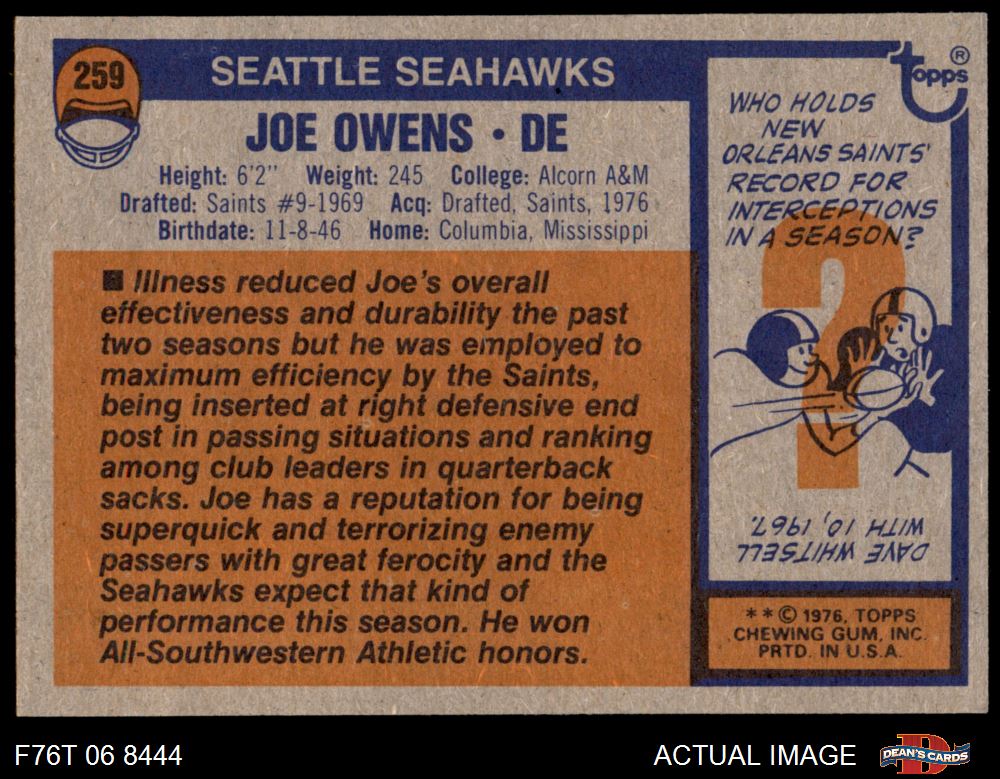 259
SEATTLE SEAHAWKS
JOE OWENS • DE
Height: 6'2" Weight: 245 College: Alcorn A&M
Drafted: Saints #9-1969 Acq: Drafted, Saints, 1976
Birthdate: 11-8-46 Home: Columbia, Mississippi
■ Illness reduced Joe's overall
effectiveness and durability the past
two seasons but he was employed to
maximum efficiency by the Saints,
being inserted at right defensive end
post in passing situations and ranking
among club leaders in quarterback
sacks. Joe has a reputation for being
superquick and terrorizing enemy
passers with great ferocity and the
Seahawks expect that kind of
performance this season. He won
All-Southwestern Athletic honors.
topps ®
WHO HOLDS
NEW
ORLEANS SAINTS'
RECORD FOR
INTERCEPTIONS
IN A SEASON?
?
DAVE WHITSELL
WITH 10, 1967.
* * © 1976, TOPPS
CHEWING GUM, INC.
PRTD. IN U.S.A.
F76T 06 8444
ACTUAL IMAGE
DEAN'S CARDS